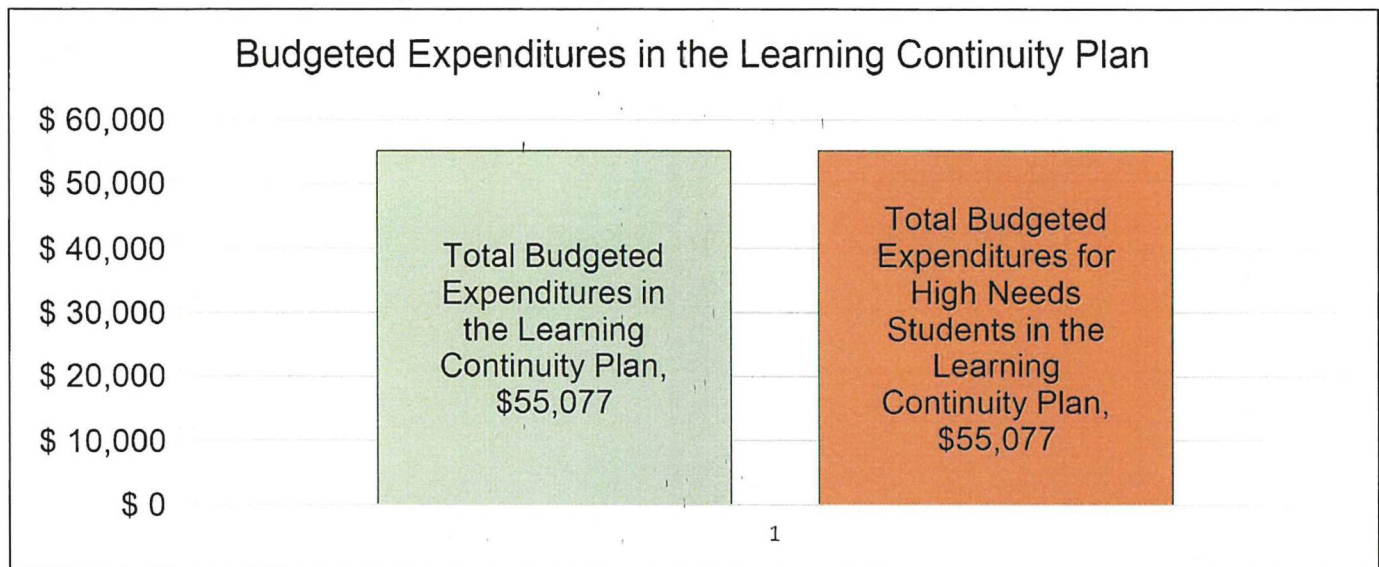 Budgeted Expenditures in the Learning Continuity Plan
$ 60,000
$ 50,000
$ 40,000
$ 30,000
$ 20,000
$ 10,000
$ 0
Total Budgeted
Expenditures in
the Learning
Continuity Plan,
$55,077
Total Budgeted
Expenditures for
High Needs
Students in the
Learning
Continuity Plan,
$55,077
1